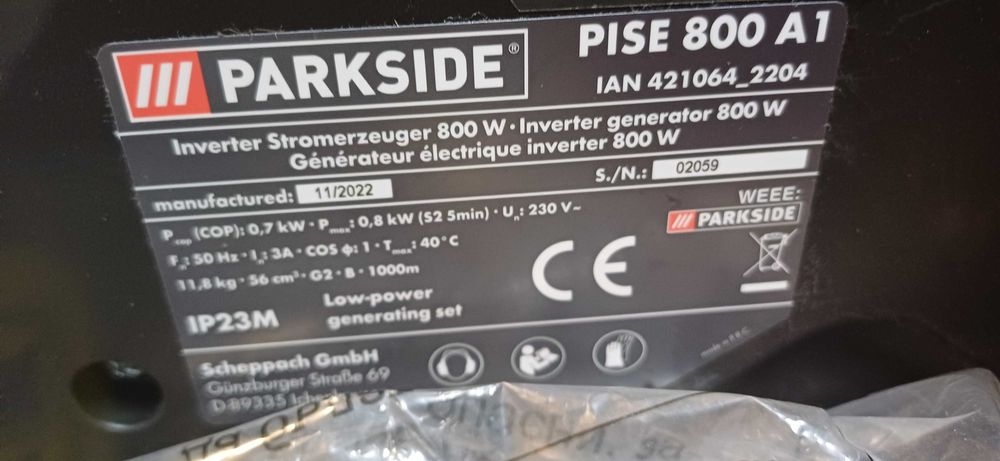 PARKSIDE®
PISE 800 A1
IAN 421064_2204
Inverter Stromerzeuger 800 W · Inverter generator 800 W
Générateur électrique inverter 800 W
manufactured: 11/2022
S./N.: 02059
WEEE:
PARKSIDE
Pcop (COP): 0,7 kW · Pmax: 0,8 kW (S2 5min) · Un: 230 V~
Fn: 50 Hz · In: 3A · COS φ: 1 · Tmax: 40°C
11,8 kg · 56 cm³ · G2 · B · 1000m
CE
IP23M
Low-power
generating set
made in P.R.C.
Scheppach GmbH
Günzburger Straße 69
D-89335